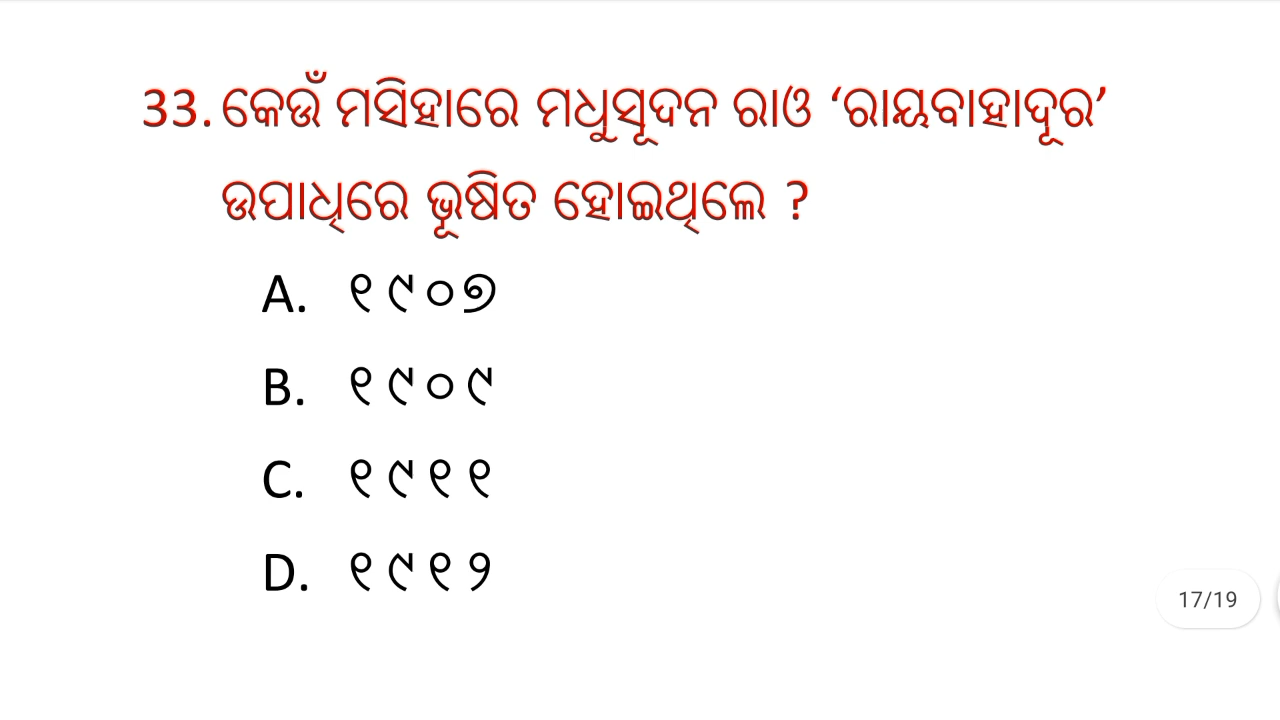 33. କେଉଁ ମସିହାରେ ମଧୁସୂଦନ ରାଓ ‘ରାୟବାହାଦୂର’
ଉପାଧିରେ ଭୂଷିତ ହୋଇଥିଲେ ?
A. ୧୯୦୭
B. ୧୯୦୯
C. ୧୯୧୧
D. ୧୯୧୨
17/19